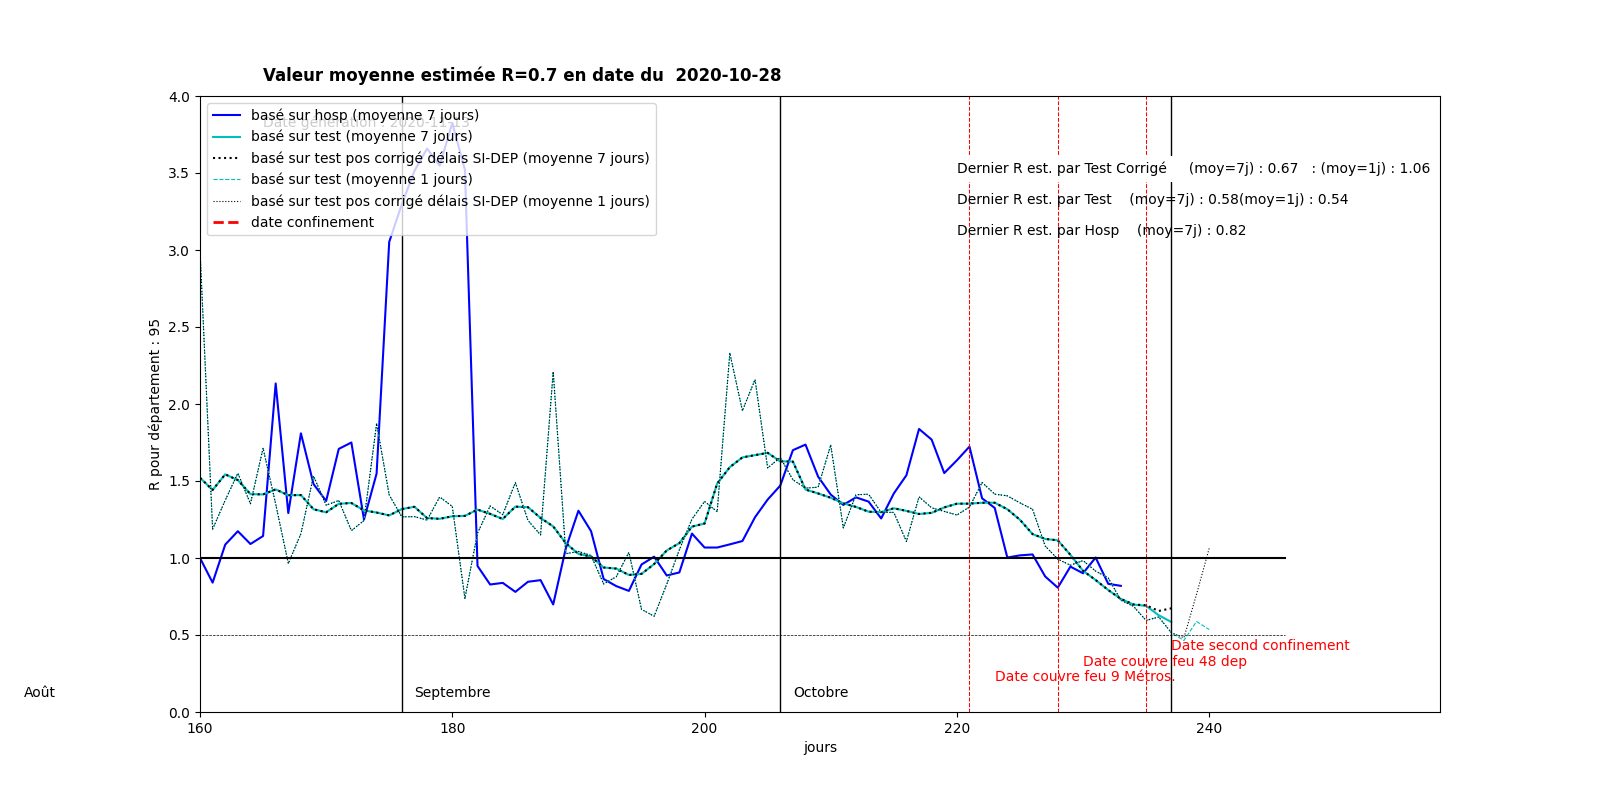 Valeur moyenne estimée R=0.7 en date du  2020-10-28
4.0
3.5
3.0
2.5
2.0
1.5
1.0
0.5
0.0
R pour département : 95
basé sur hosp (moyenne 7 jours)
basé sur test (moyenne 7 jours)
basé sur test pos corrigé délais SI-DEP (moyenne 7 jours)
basé sur test (moyenne 1 jours)
basé sur test pos corrigé délais SI-DEP (moyenne 1 jours)
date confinement
Dernier R est. par Test Corrigé     (moy=7j) : 0.67   : (moy=1j) : 1.06
Dernier R est. par Test    (moy=7j) : 0.58(moy=1j) : 0.54
Dernier R est. par Hosp    (moy=7j) : 0.82
Date second confinement
Date couvre feu 48 dep
Date couvre feu 9 Métros.
Août
Septembre
Octobre
160
180
200
220
240
jours